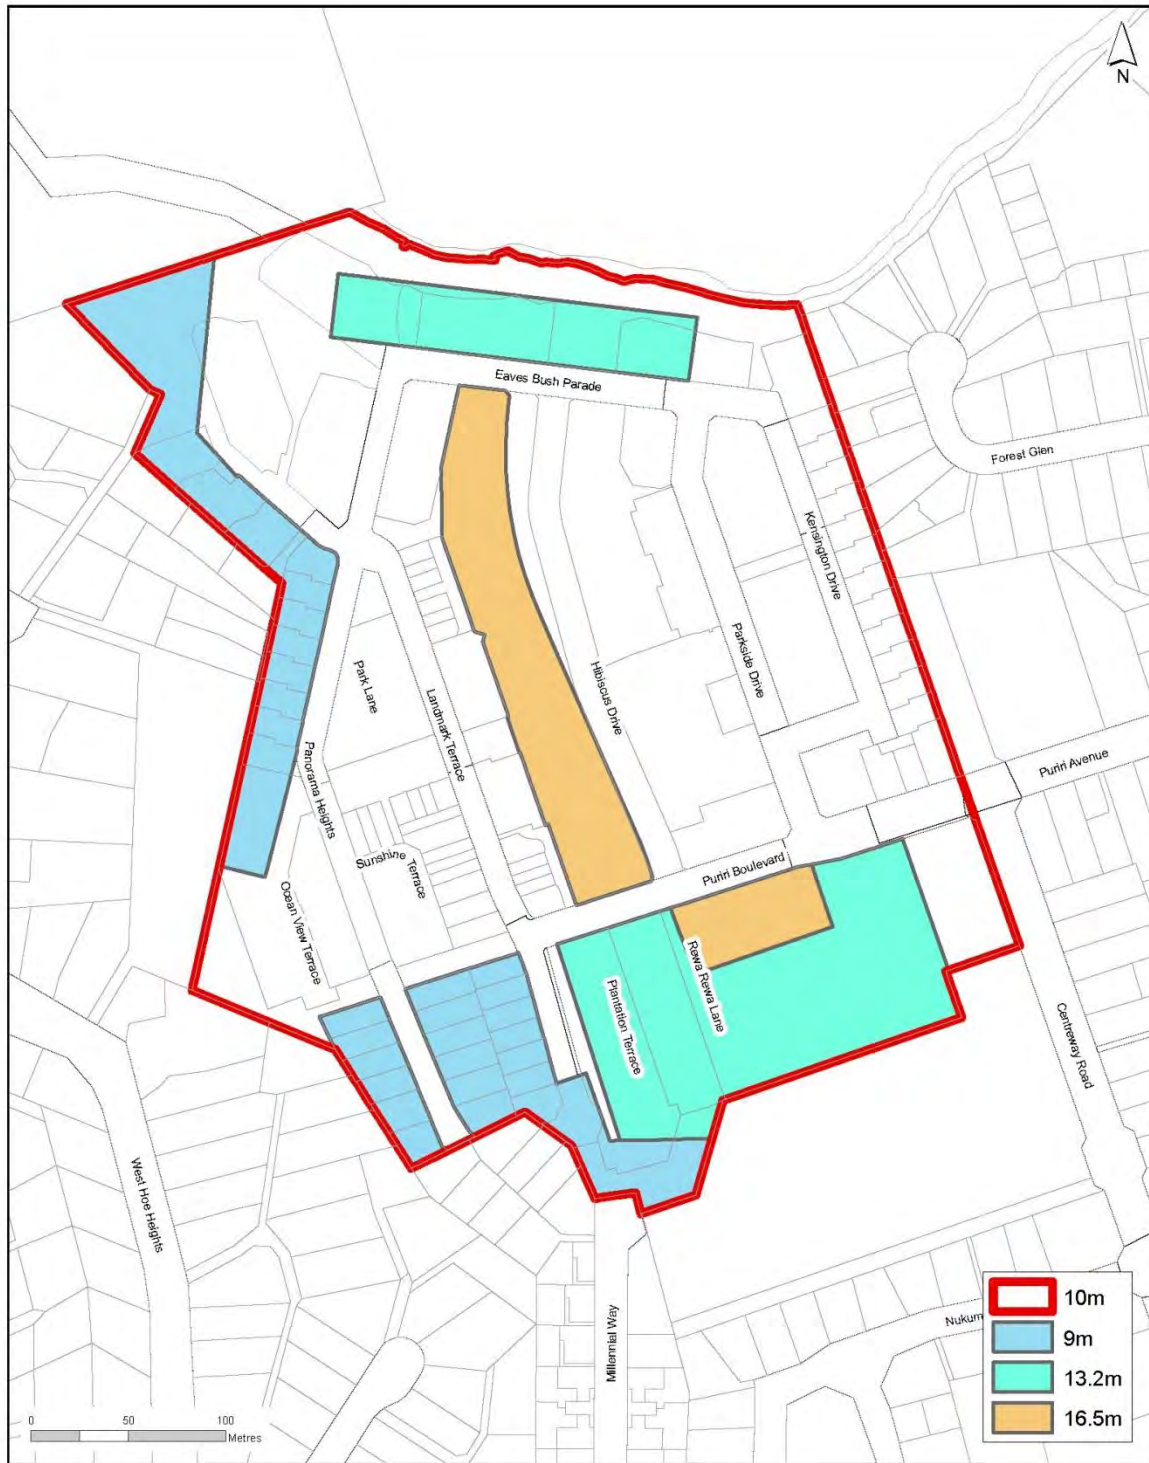 N
Eaves Bush Parade
Forest Glen
Kensington Drive
Parkside Drive
Hibiscus Drive
Park Lane
Landmark Terrace
Panorama Heights
Puriri Avenue
Sunshine Terrace
Puriri Boulevard
Ocean View Terrace
Rewa Rewa Lane
Plantation Terrace
Centreway Road
West Hoe Heights
Millennial Way
Nukum
10m
9m
13.2m
16.5m
0 50 100
Metres